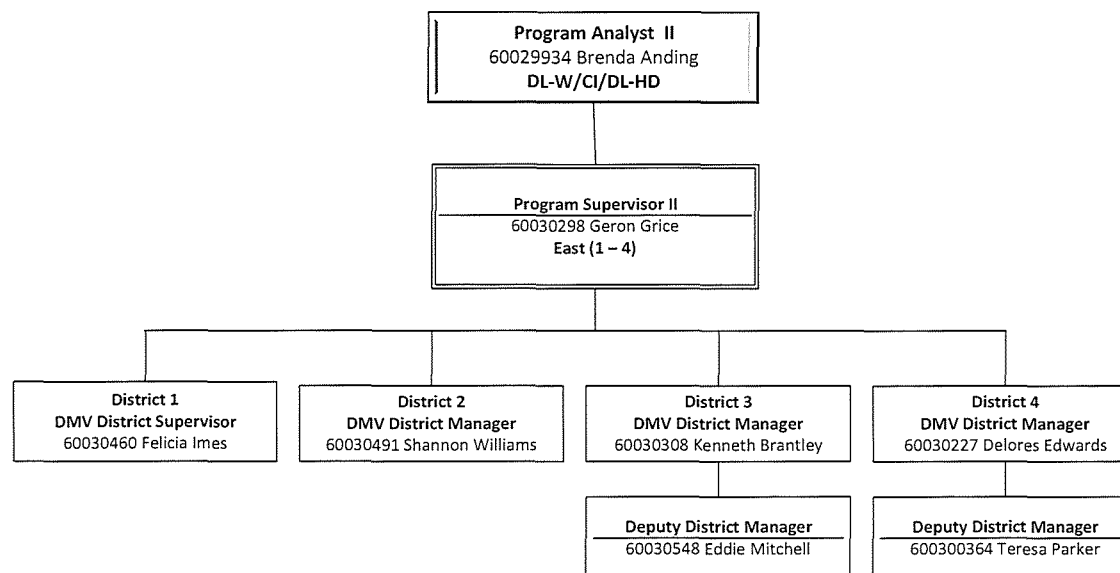 Program Analyst II
60029934 Brenda Anding
DL-W/CI/DL-HD
Program Supervisor II
60030298 Geron Grice
East (1 – 4)
District 1
DMV District Supervisor
60030460 Felicia Imes
District 2
DMV District Manager
60030491 Shannon Williams
District 3
DMV District Manager
60030308 Kenneth Brantley
District 4
DMV District Manager
60030227 Delores Edwards
Deputy District Manager
60030548 Eddie Mitchell
Deputy District Manager
600300364 Teresa Parker